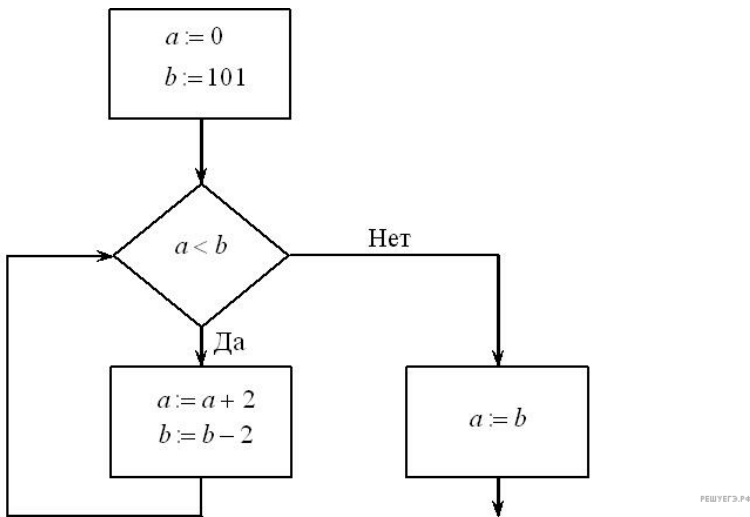 a := 0
b := 101
a < b
Нет
Да
a := a + 2
b := b − 2
a := b
РЕШУЕГЭ.РФ